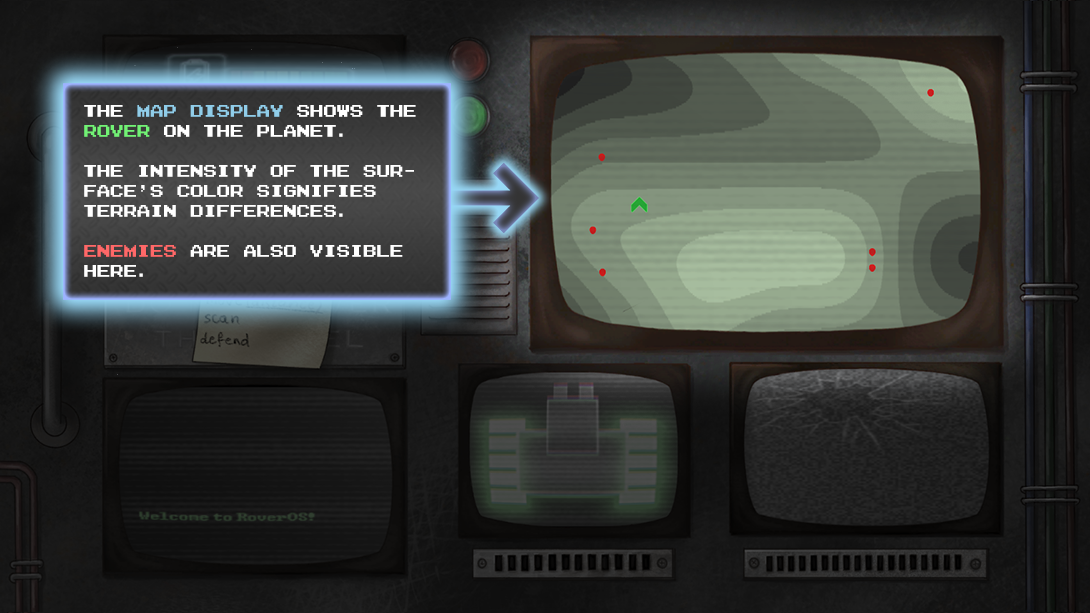 THE MAP DISPLAY SHOWS THE
ROVER ON THE PLANET.
THE INTENSITY OF THE SUR-
FACE'S COLOR SIGNIFIES
TERRAIN DIFFERENCES.
ENEMIES ARE ALSO VISIBLE
HERE.
scan
defend
Welcome to RoverOS!